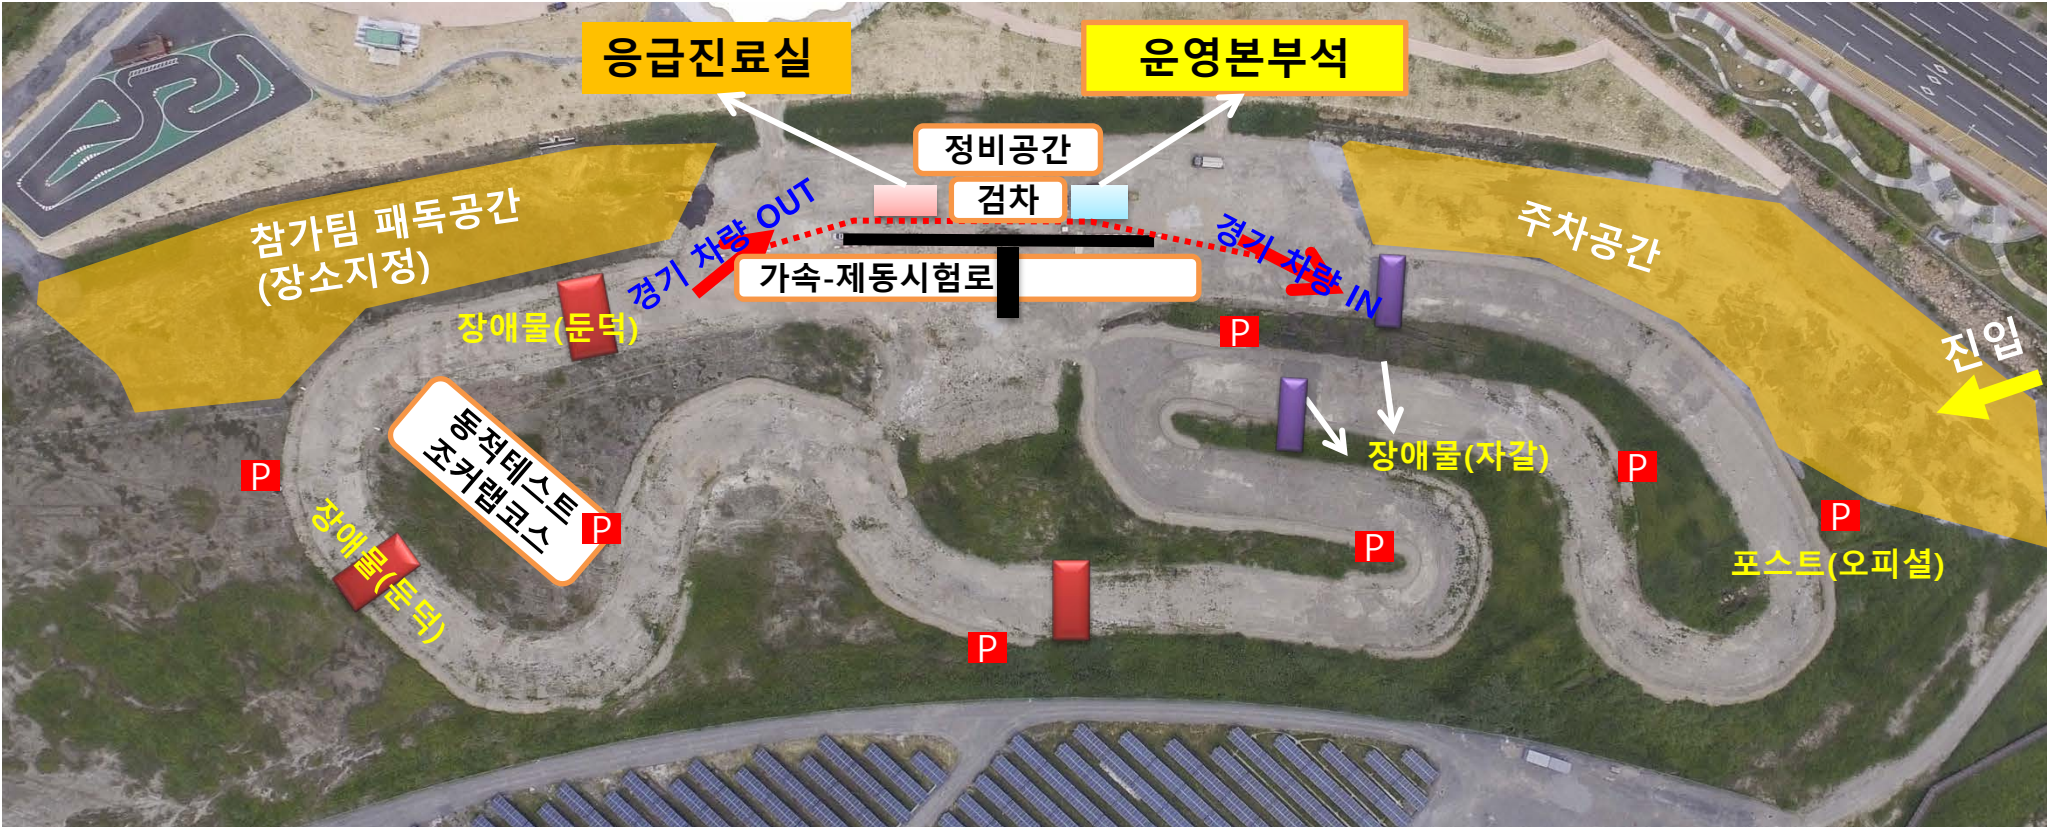 응급진료실
운영본부석
정비공간
검차
참가팀 패독공간
(장소지정)
경기 차량 OUT
경기 차량 IN
주차공간
가속-제동시험로
장애물(둔덕)
진입
P
동적테스트
조커랩코스
장애물(자갈)
P
P
P
P
P
장애물(둔덕)
포스트(오피셜)
P